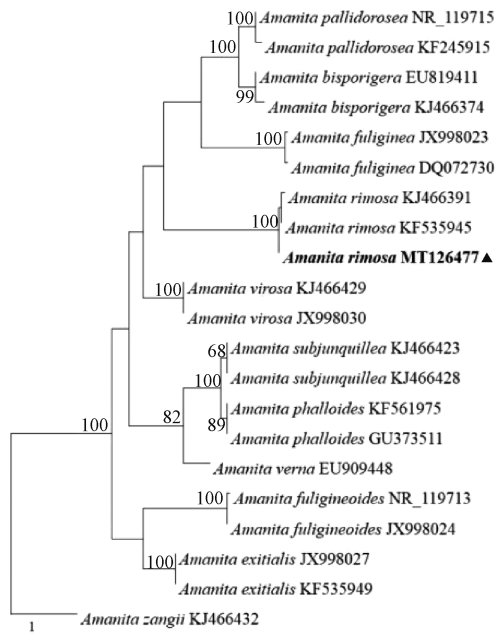 100 Amanita pallidorosea NR_119715
100 Amanita pallidorosea KF245915
Amanita bisporigera EU819411
99 Amanita bisporigera KJ466374
100 Amanita fuliginea JX998023
Amanita fuliginea DQ072730
Amanita rimosa KJ466391
100 Amanita rimosa KF535945
Amanita rimosa MT126477▲
100 Amanita virosa KJ466429
Amanita virosa JX998030
68 Amanita subjunquillea KJ466423
100 Amanita subjunquillea KJ466428
Amanita phalloides KF561975
100 82 89 Amanita phalloides GU373511
Amanita verna EU909448
100 Amanita fuligineoides NR_119713
Amanita fuligineoides JX998024
100 Amanita exitialis JX998027
Amanita exitialis KF535949
Amanita zangii KJ466432
1